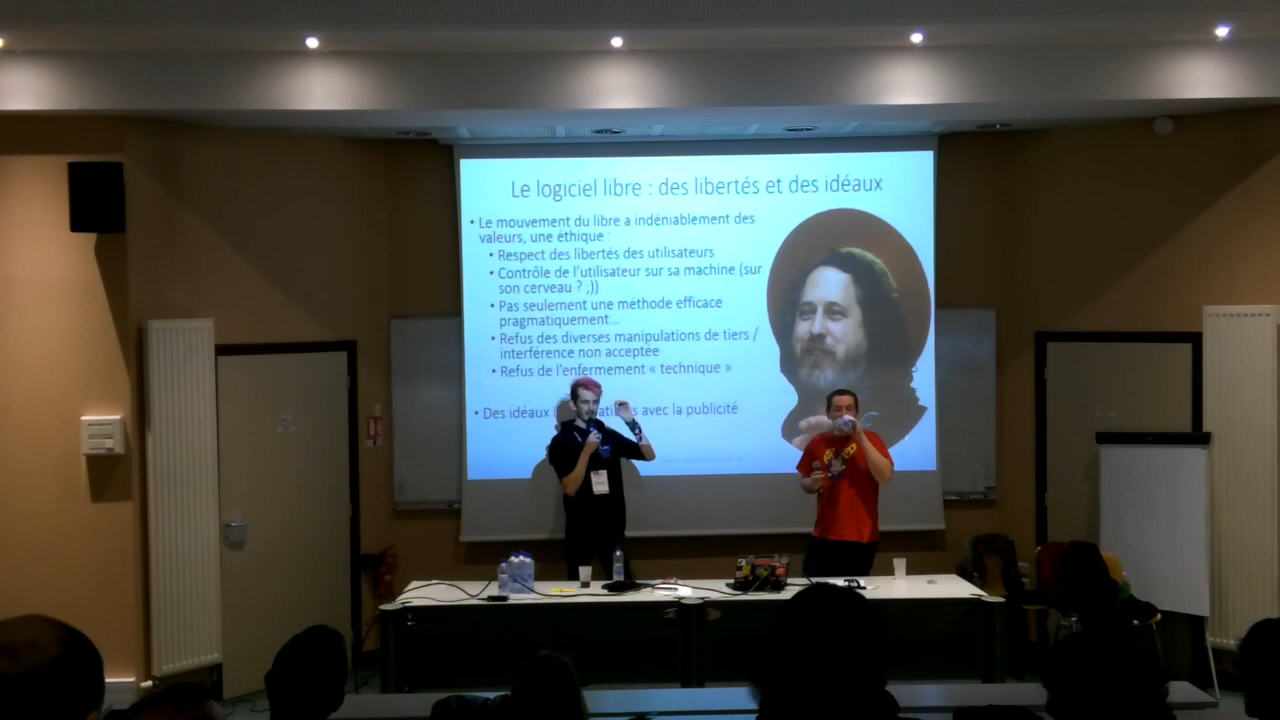 Le logiciel libre : des libertés et des idéaux
• Le mouvement du libre a indéniablement des
valeurs, une éthique :
• Respect des libertés des utilisateurs
• Contrôle de l'utilisateur sur sa machine (sur
son cerveau ? ;))
• Pas seulement une méthode efficace
pragmatiquement...
• Refus des diverses manipulations de tiers /
interférence non acceptée
• Refus de l'enfermement « technique »
• Des idéaux avec la publicité